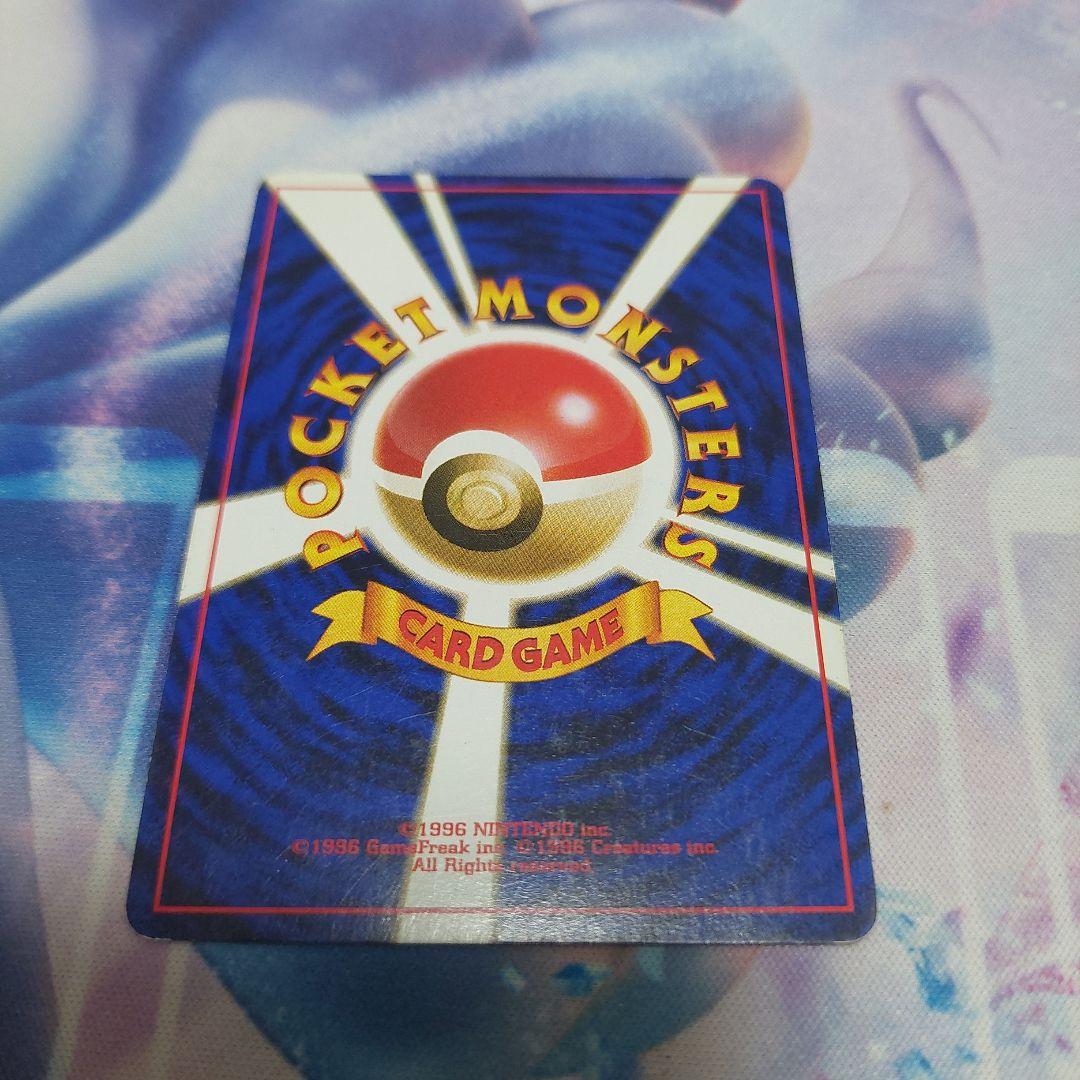 POCKET MONSTERS
CARD GAME
©1996 NINTENDO inc.
©1996 GameFreak inc. ©1996 Creatures inc.
All Rights reserved.